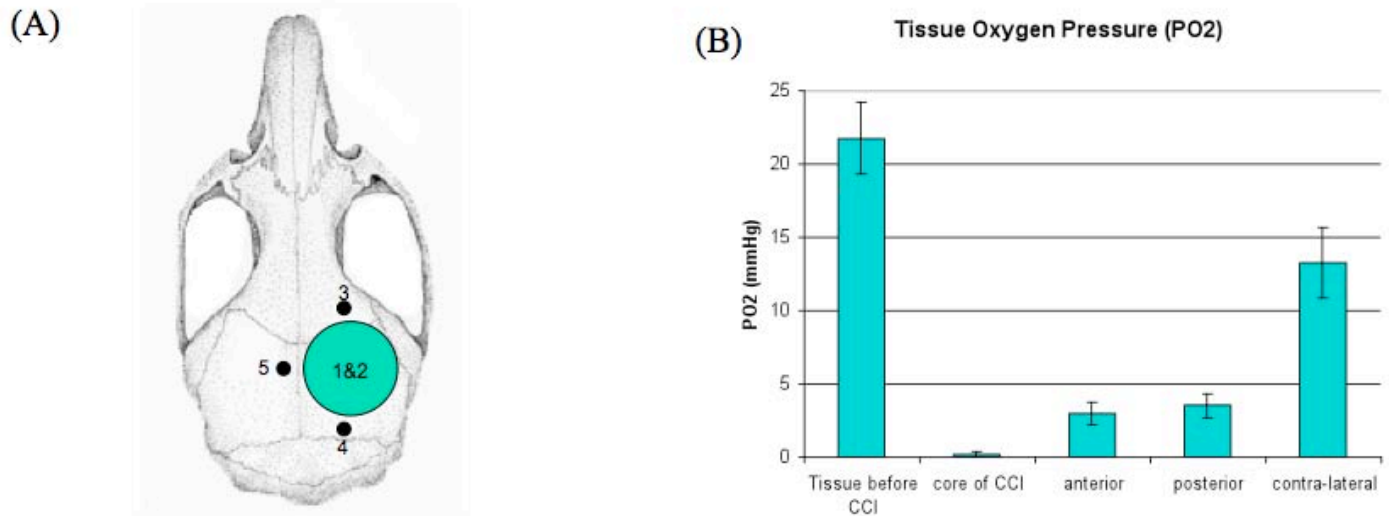 (A)
3
5
1&2
4
(B)
Tissue Oxygen Pressure (PO2)
PO2 (mmHg)
25
20
15
10
5
0
Tissue before CCI
core of CCI
anterior
posterior
contra-lateral